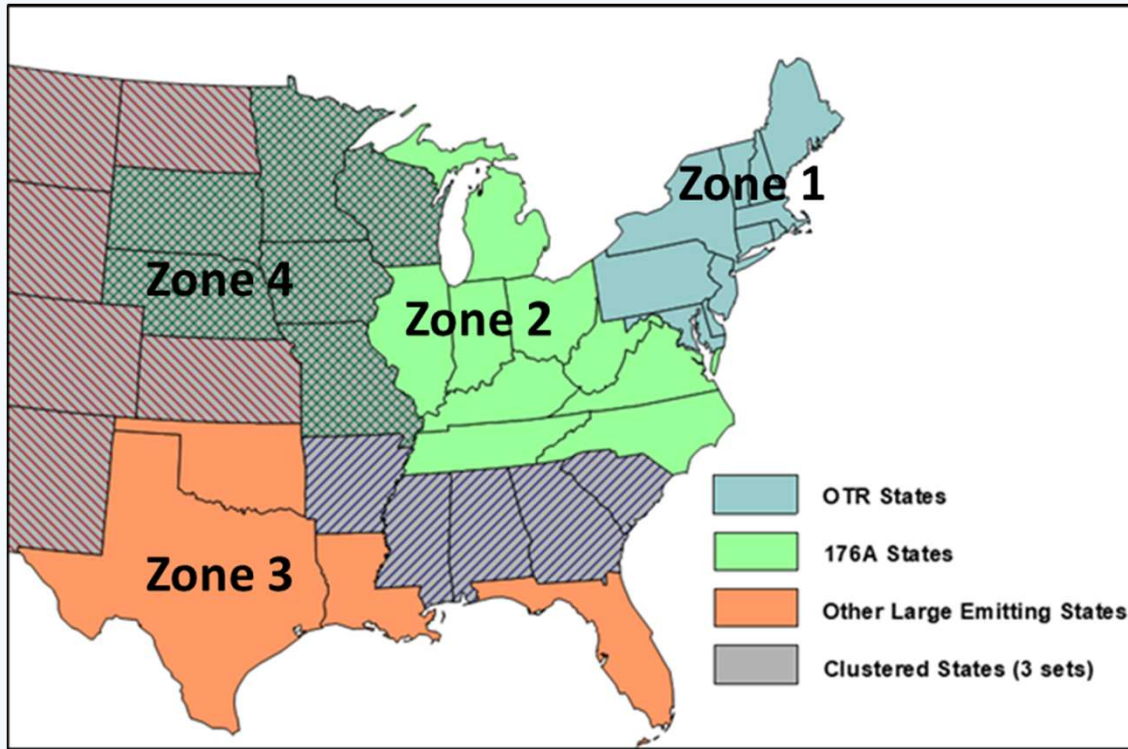 Zone 1
Zone 4
Zone 2
Zone 3
OTR States
176A States
Other Large Emitting States
Clustered States (3 sets)